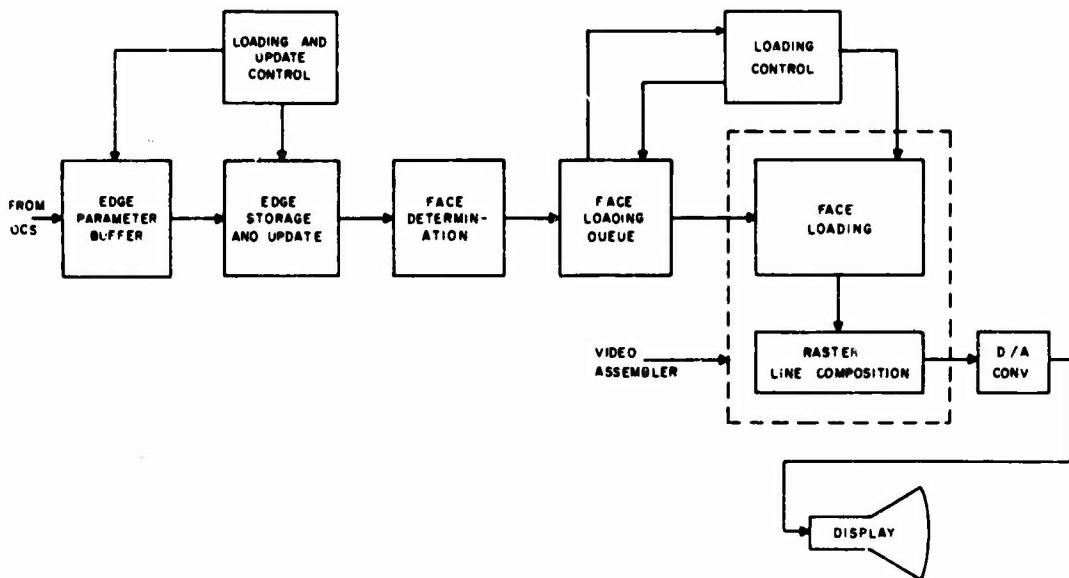 LOADING AND
UPDATE
CONTROL
LOADING
CONTROL
FROM
OCS
EDGE
PARAMETER
BUFFER
EDGE
STORAGE
AND UPDATE
FACE
DETERMIN-
ATION
FACE
LOADING
QUEUE
FACE
LOADING
VIDEO
ASSEMBLER
RASTER
LINE COMPOSITION
D/A
CONV
DISPLAY